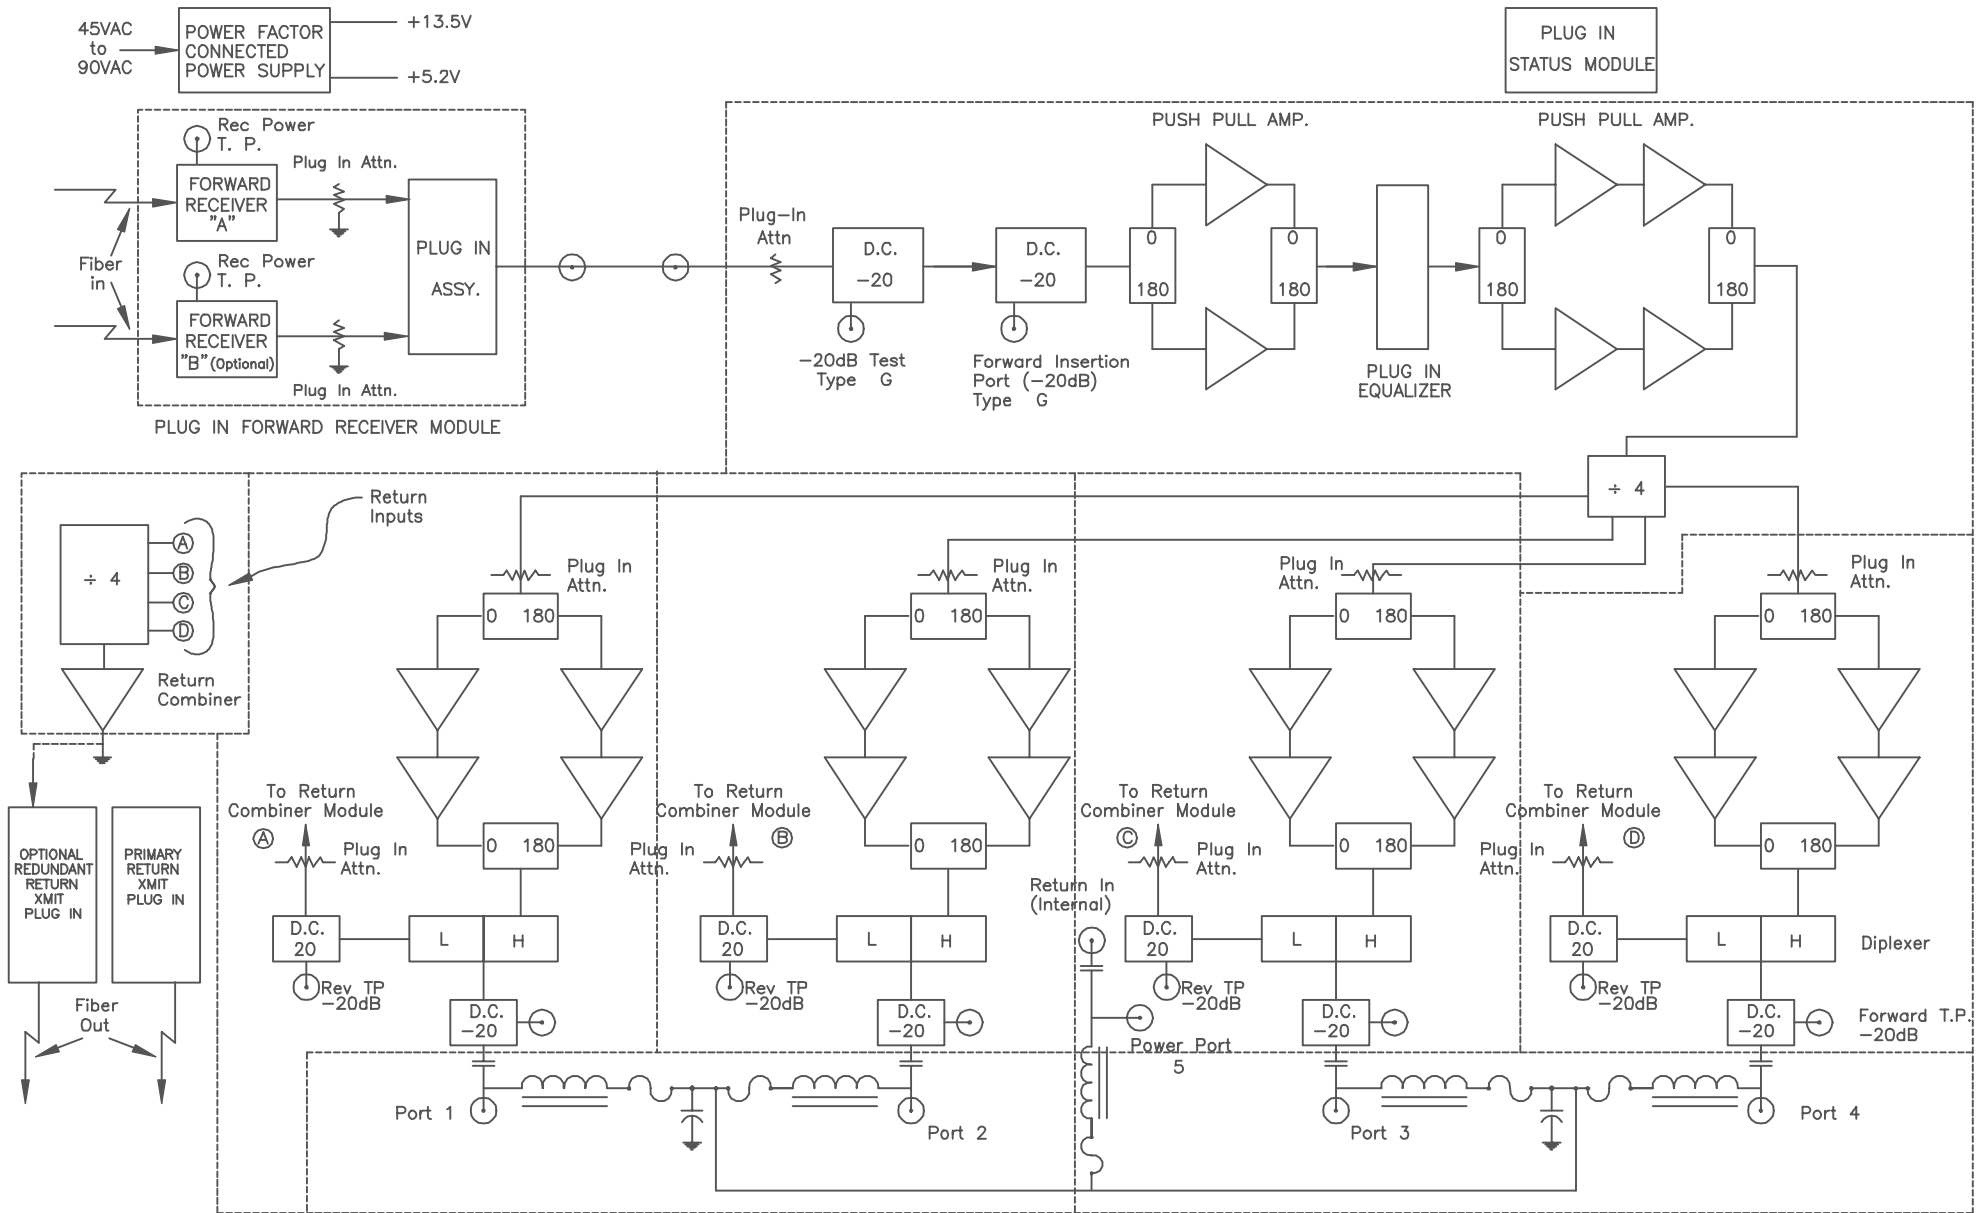 45VAC
to
90VAC
POWER FACTOR
CONNECTED
POWER SUPPLY
+13.5V
+5.2V
PLUG IN
STATUS MODULE
Rec Power
T. P.
Plug In Attn.
FORWARD
RECEIVER
"A"
Fiber
in
Rec Power
T. P.
FORWARD
RECEIVER
"B" (Optional)
Plug In Attn.
PLUG IN
ASSY.
PLUG IN FORWARD RECEIVER MODULE
Plug-In
Attn
D.C.
-20
-20dB Test
Type G
D.C.
-20
Forward Insertion
Port (-20dB)
Type G
PUSH PULL AMP.
0
180
0
180
PLUG IN
EQUALIZER
PUSH PULL AMP.
0
180
0
180
÷ 4
Return
Inputs
÷ 4
A
B
C
D
Return
Combiner
Plug In
Attn.
0 180
Plug In
Attn.
0 180
Plug In
Attn.
0 180
Plug In
Attn.
0 180
To Return
Combiner Module
A
Plug In
Attn.
0 180
To Return
Combiner Module
B
Plug In
Attn.
0 180
To Return
Combiner Module
C
Plug In
Attn.
0 180
To Return
Combiner Module
D
Plug In
Attn.
0 180
OPTIONAL
REDUNDANT
RETURN
XMIT
PLUG IN
PRIMARY
RETURN
XMIT
PLUG IN
Fiber
Out
D.C.
20
L H
Rev TP
-20dB
D.C.
-20
D.C.
20
L H
Rev TP
-20dB
D.C.
-20
Return In
(Internal)
D.C.
20
L H
Rev TP
-20dB
D.C.
-20
D.C.
20
L H
Diplexer
Rev TP
-20dB
D.C.
-20
Forward T.P.
-20dB
Power Port
5
Port 1
Port 2
Port 3
Port 4